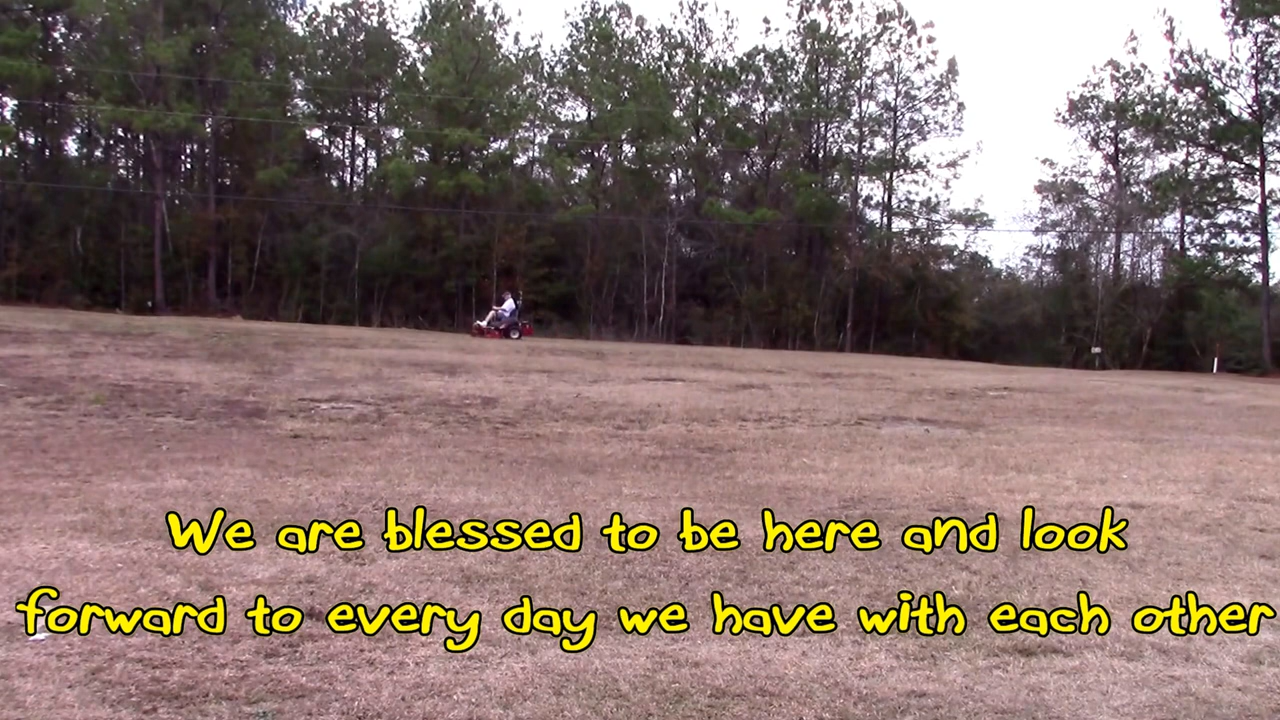 We are blessed to be here and look
forward to every day we have with each other